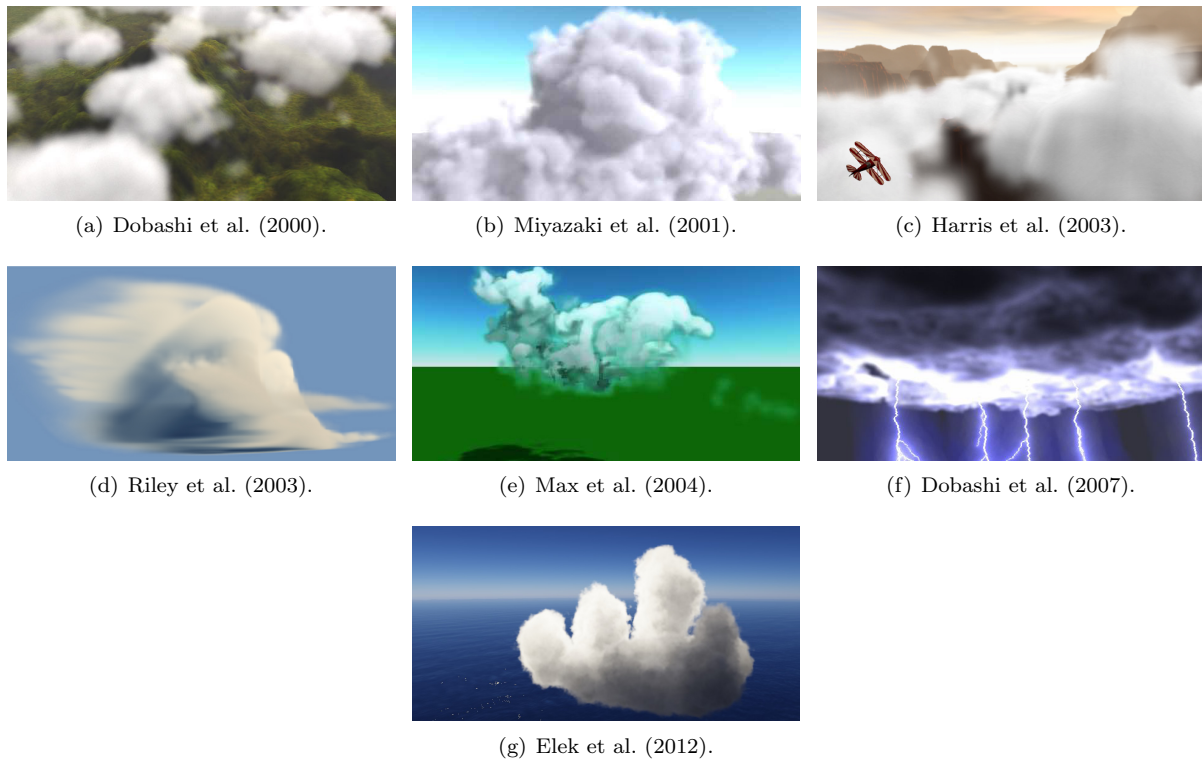 (a) Dobashi et al. (2000).
(b) Miyazaki et al. (2001).
(c) Harris et al. (2003).
(d) Riley et al. (2003).
(e) Max et al. (2004).
(f) Dobashi et al. (2007).
(g) Elek et al. (2012).